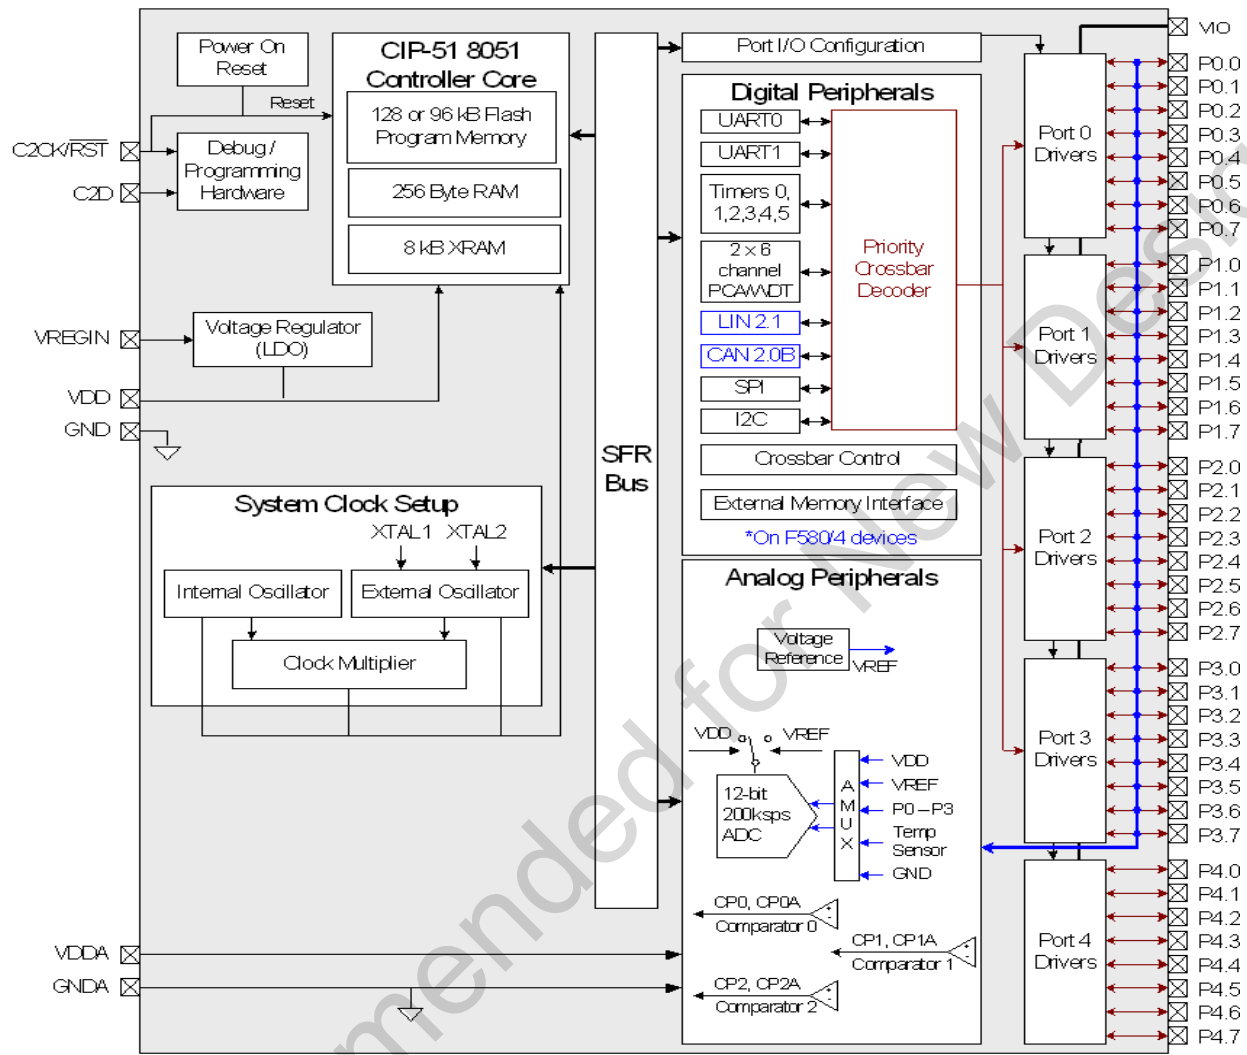 Power On
Reset
CIP-51 8051
Controller Core
Reset
128 or 96 kB Flash
Program Memory
256 Byte RAM
8 kB XRAM
C2CK/RST
C2D
Debug /
Programming
Hardware
VREGIN
VDD
GND
Voltage Regulator
(LDO)
System Clock Setup
XTAL1 XTAL2
Internal Oscillator
External Oscillator
Clock Multiplier
VDDA
GNDA
SFR
Bus
Port I/O Configuration
Digital Peripherals
UART0
UART1
Timers 0,
1,2,3,4,5
2 x 6
channel
PCA/WDT
LIN 2.1
CAN 2.0B
SPI
I2C
Priority
Crossbar
Decoder
Crossbar Control
External Memory Interface
*On F580/4 devices
Analog Peripherals
Voltage
Reference
VREF
VDD
VREF
12-bit
200ksps
ADC
A
M
U
X
VDD
VREF
P0 – P3
Temp
Sensor
GND
CP0, CP0A
Comparator 0
CP1, CP1A
Comparator 1
CP2, CP2A
Comparator 2
Port 0
Drivers
Port 1
Drivers
Port 2
Drivers
Port 3
Drivers
Port 4
Drivers
VIO
P0.0
P0.1
P0.2
P0.3
P0.4
P0.5
P0.6
P0.7
P1.0
P1.1
P1.2
P1.3
P1.4
P1.5
P1.6
P1.7
P2.0
P2.1
P2.2
P2.3
P2.4
P2.5
P2.6
P2.7
P3.0
P3.1
P3.2
P3.3
P3.4
P3.5
P3.6
P3.7
P4.0
P4.1
P4.2
P4.3
P4.4
P4.5
P4.6
P4.7
mended for New Desig